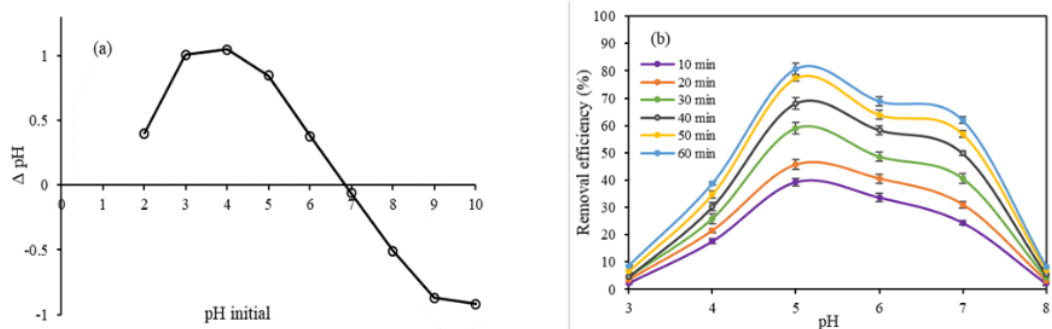 (a)
Δ pH
1
0.5
0
-0.5
-1
0 1 2 3 4 5 6 7 8 9 10
pH initial
(b)
Removal efficiency (%)
100
90
80
70
60
50
40
30
20
10
0
10 min
20 min
30 min
40 min
50 min
60 min
3 4 5 6 7 8
pH